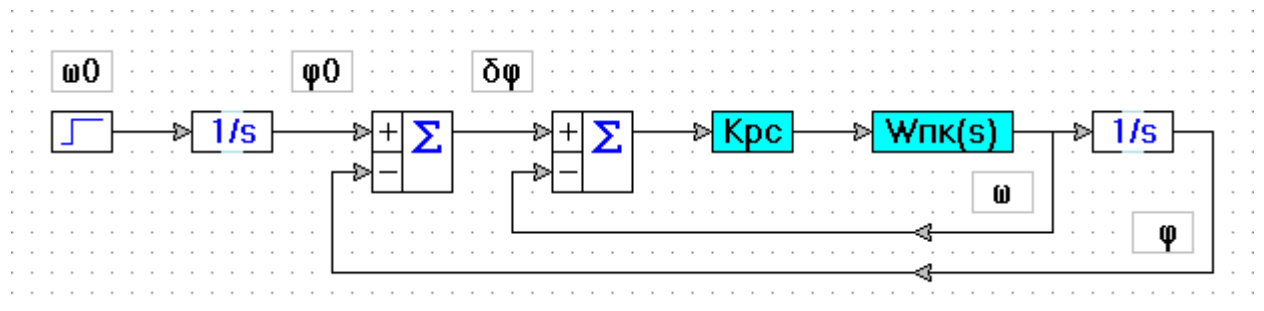 ω0 φ0 δφ
1/s + Σ + Σ Kpc Wпк(s) 1/s
− −
ω
φ